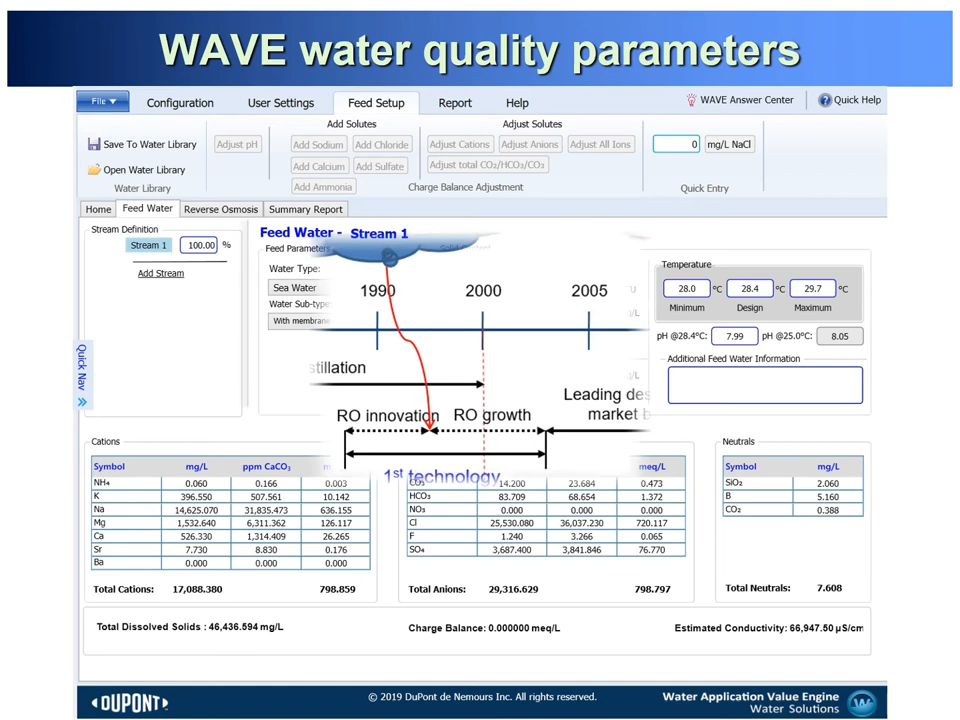 WAVE water quality parameters
File Configuration User Settings Feed Setup Report Help WAVE Answer Center Quick Help
Add Solutes Adjust Solutes
Save To Water Library Adjust pH Add Sodium Add Chloride Adjust Cations Adjust Anions Adjust All Ions 0 mg/L NaCl
Open Water Library Add Calcium Add Sulfate Adjust total CO₂/HCO₃/CO₃
Water Library Add Ammonia Charge Balance Adjustment Quick Entry
Home Feed Water Reverse Osmosis Summary Report
Stream Definition
Stream 1 100.00 %
Add Stream
Quick Nav
Feed Water - Stream 1
Feed Parameters
Water Type:
Sea Water
Water Sub-type
With membrane
1990 2000 2005
stillation
RO innovation RO growth
Leading des
market b
1st technology
Temperature
28.0 °C 28.4 °C 29.7 °C
Minimum Design Maximum
pH @28.4°C: 7.99 pH @25.0°C: 8.05
Additional Feed Water Information
Cations
Symbol mg/L ppm CaCO₃
NH₄ 0.060 0.166 0.003
K 396.550 507.561 10.142
Na 14,625.070 31,835.473 636.155
Mg 1,532.640 6,311.362 126.117
Ca 526.330 1,314.409 26.265
Sr 7.730 8.830 0.176
Ba 0.000 0.000 0.000
Total Cations: 17,088.380 798.859
meq/L
CO₃ 14.200 23.684 0.473
HCO₃ 83.709 68.654 1.372
NO₃ 0.000 0.000 0.000
Cl 25,530.080 36,037.230 720.117
F 1.240 3.266 0.065
SO₄ 3,687.400 3,841.846 76.770
Total Anions: 29,316.629 798.797
Neutrals
Symbol mg/L
SiO₂ 2.060
B 5.160
CO₂ 0.388
Total Neutrals: 7.608
Total Dissolved Solids : 46,436.594 mg/L Charge Balance: 0.000000 meq/L Estimated Conductivity: 66,947.50 µS/cm
DUPONT © 2019 DuPont de Nemours Inc. All rights reserved. Water Application Value Engine
Water Solutions